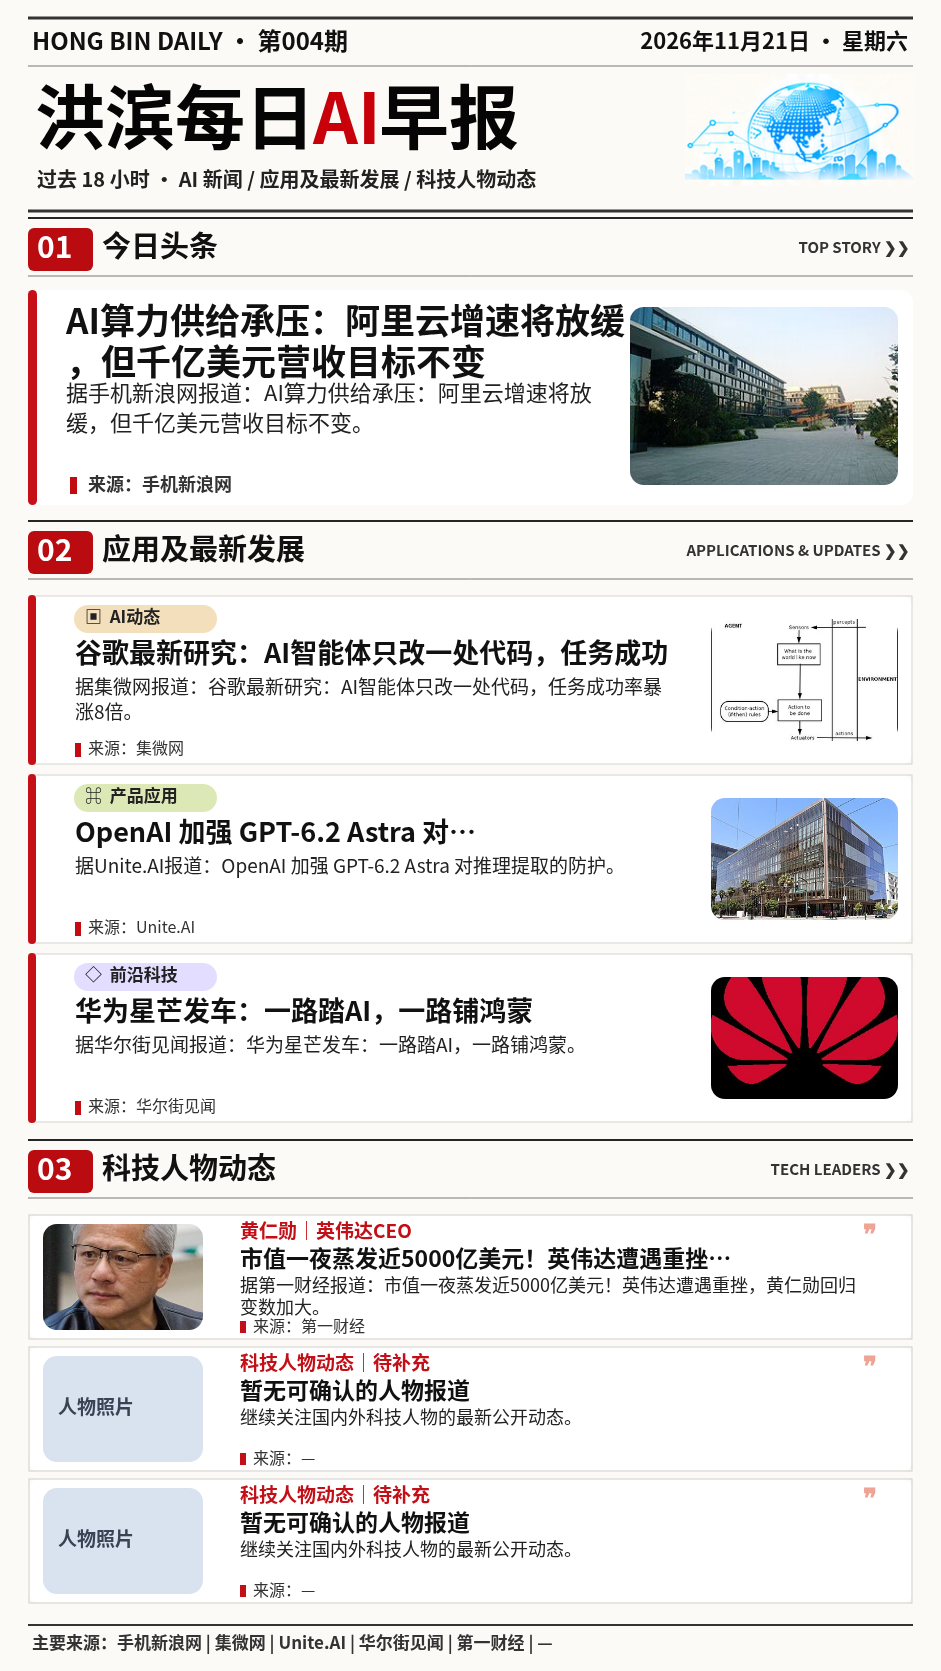 HONG BIN DAILY · 第004期
2026年11月21日 · 星期六
洪滨每日AI早报
过去 18 小时 · AI 新闻 / 应用及最新发展 / 科技人物动态
01 今日头条
TOP STORY ❯❯
AI算力供给承压：阿里云增速将放缓
，但千亿美元营收目标不变
据手机新浪网报道：AI算力供给承压：阿里云增速将放
缓，但千亿美元营收目标不变。
来源：手机新浪网
02 应用及最新发展
APPLICATIONS & UPDATES ❯❯
▣ AI动态
谷歌最新研究：AI智能体只改一处代码，任务成功
据集微网报道：谷歌最新研究：AI智能体只改一处代码，任务成功率暴
涨8倍。
来源：集微网
AGENT
Sensors
percepts
What is the
world like now
ENVIRONMENT
Condition-action
(if-then) rules
Action to
be done
Actuators
actions
⌘ 产品应用
OpenAI 加强 GPT-6.2 Astra 对…
据Unite.AI报道：OpenAI 加强 GPT-6.2 Astra 对推理提取的防护。
来源：Unite.AI
◇ 前沿科技
华为星芒发车：一路踏AI，一路铺鸿蒙
据华尔街见闻报道：华为星芒发车：一路踏AI，一路铺鸿蒙。
来源：华尔街见闻
03 科技人物动态
TECH LEADERS ❯❯
黄仁勋｜英伟达CEO
市值一夜蒸发近5000亿美元！英伟达遭遇重挫…
据第一财经报道：市值一夜蒸发近5000亿美元！英伟达遭遇重挫，黄仁勋回归
变数加大。
来源：第一财经
人物照片
科技人物动态｜待补充
暂无可确认的人物报道
继续关注国内外科技人物的最新公开动态。
来源：—
人物照片
科技人物动态｜待补充
暂无可确认的人物报道
继续关注国内外科技人物的最新公开动态。
来源：—
主要来源：手机新浪网 | 集微网 | Unite.AI | 华尔街见闻 | 第一财经 | —